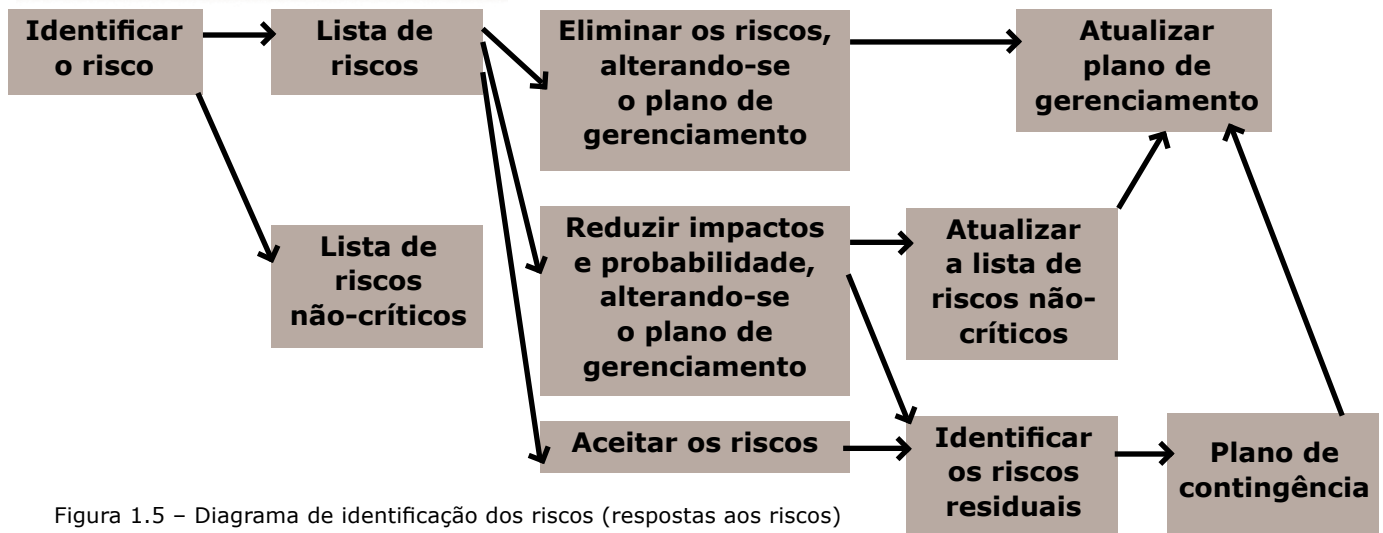 Identificar
o risco
Lista de
riscos
Eliminar os riscos,
alterando-se
o plano de
gerenciamento
Atualizar
plano de
gerenciamento
Lista de
riscos
não-críticos
Reduzir impactos
e probabilidade,
alterando-se
o plano de
gerenciamento
Atualizar
a lista de
riscos não-
críticos
Aceitar os riscos
Identificar
os riscos
residuais
Plano de
contingência
Figura 1.5 – Diagrama de identificação dos riscos (respostas aos riscos)